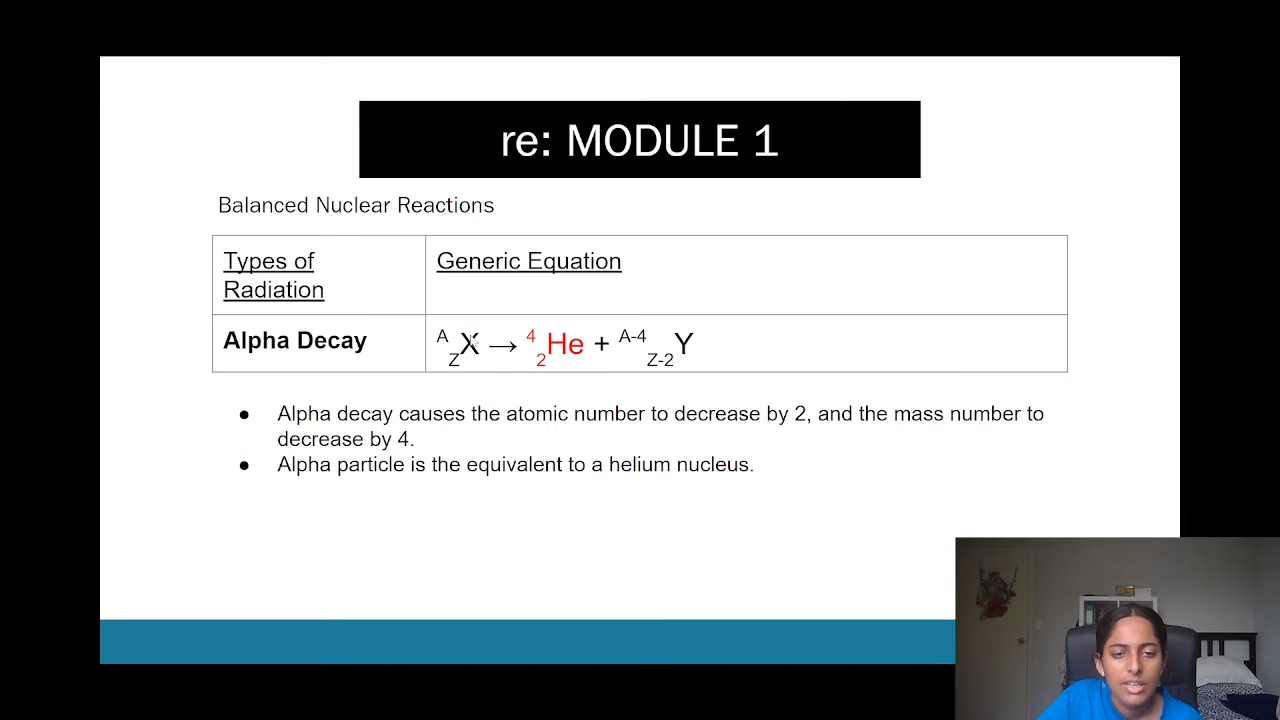 re: MODULE 1
Balanced Nuclear Reactions
Types of
Radiation
Generic Equation
Alpha Decay
A Z X → 4 2 He + A-4 Z-2 Y
● Alpha decay causes the atomic number to decrease by 2, and the mass number to
decrease by 4.
● Alpha particle is the equivalent to a helium nucleus.